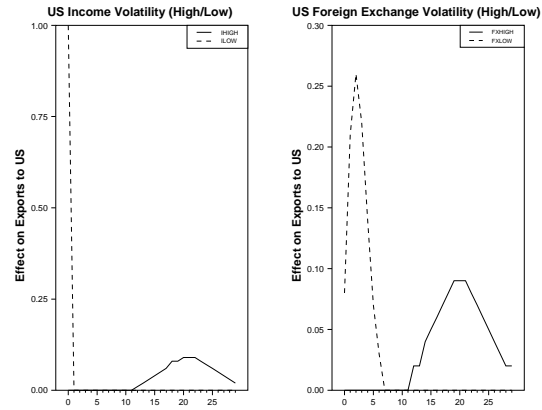 US Income Volatility (High/Low)
IHIGH
ILOW
Effect on Exports to US
1.00
0.75
0.50
0.25
0.00
0 5 10 15 20 25
US Foreign Exchange Volatility (High/Low)
FXHIGH
FXLOW
Effect on Exports to US
0.30
0.25
0.20
0.15
0.10
0.05
0.00
0 5 10 15 20 25